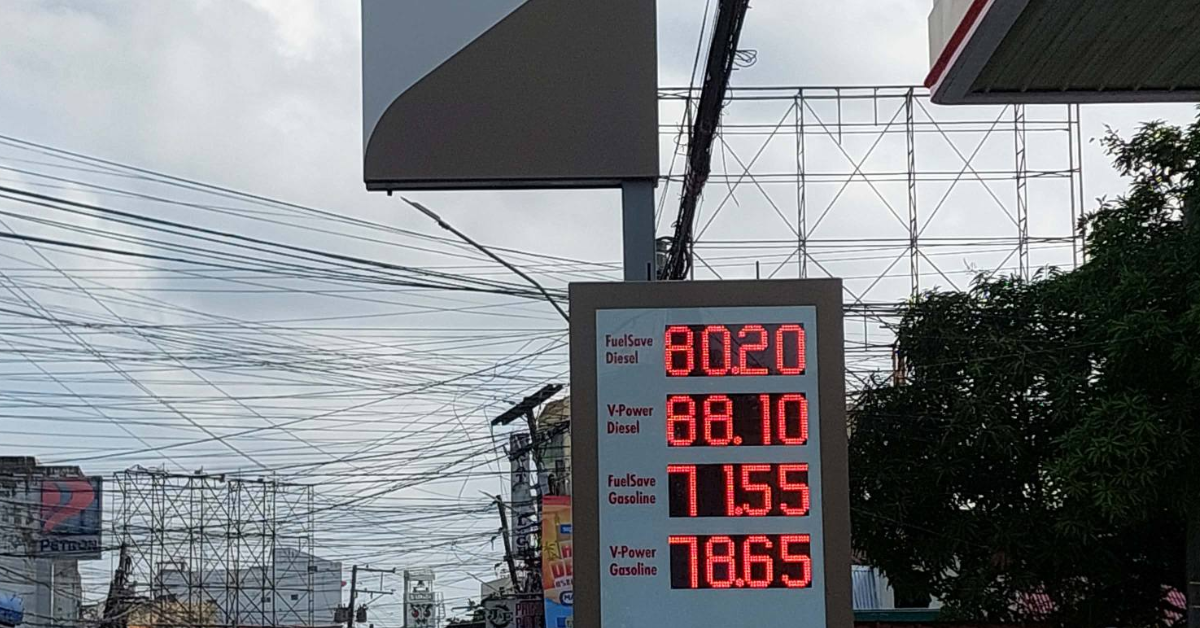 FuelSave
Diesel
80.20
V-Power
Diesel
88.10
FuelSave
Gasoline
71.55
V-Power
Gasoline
78.65
PETRON